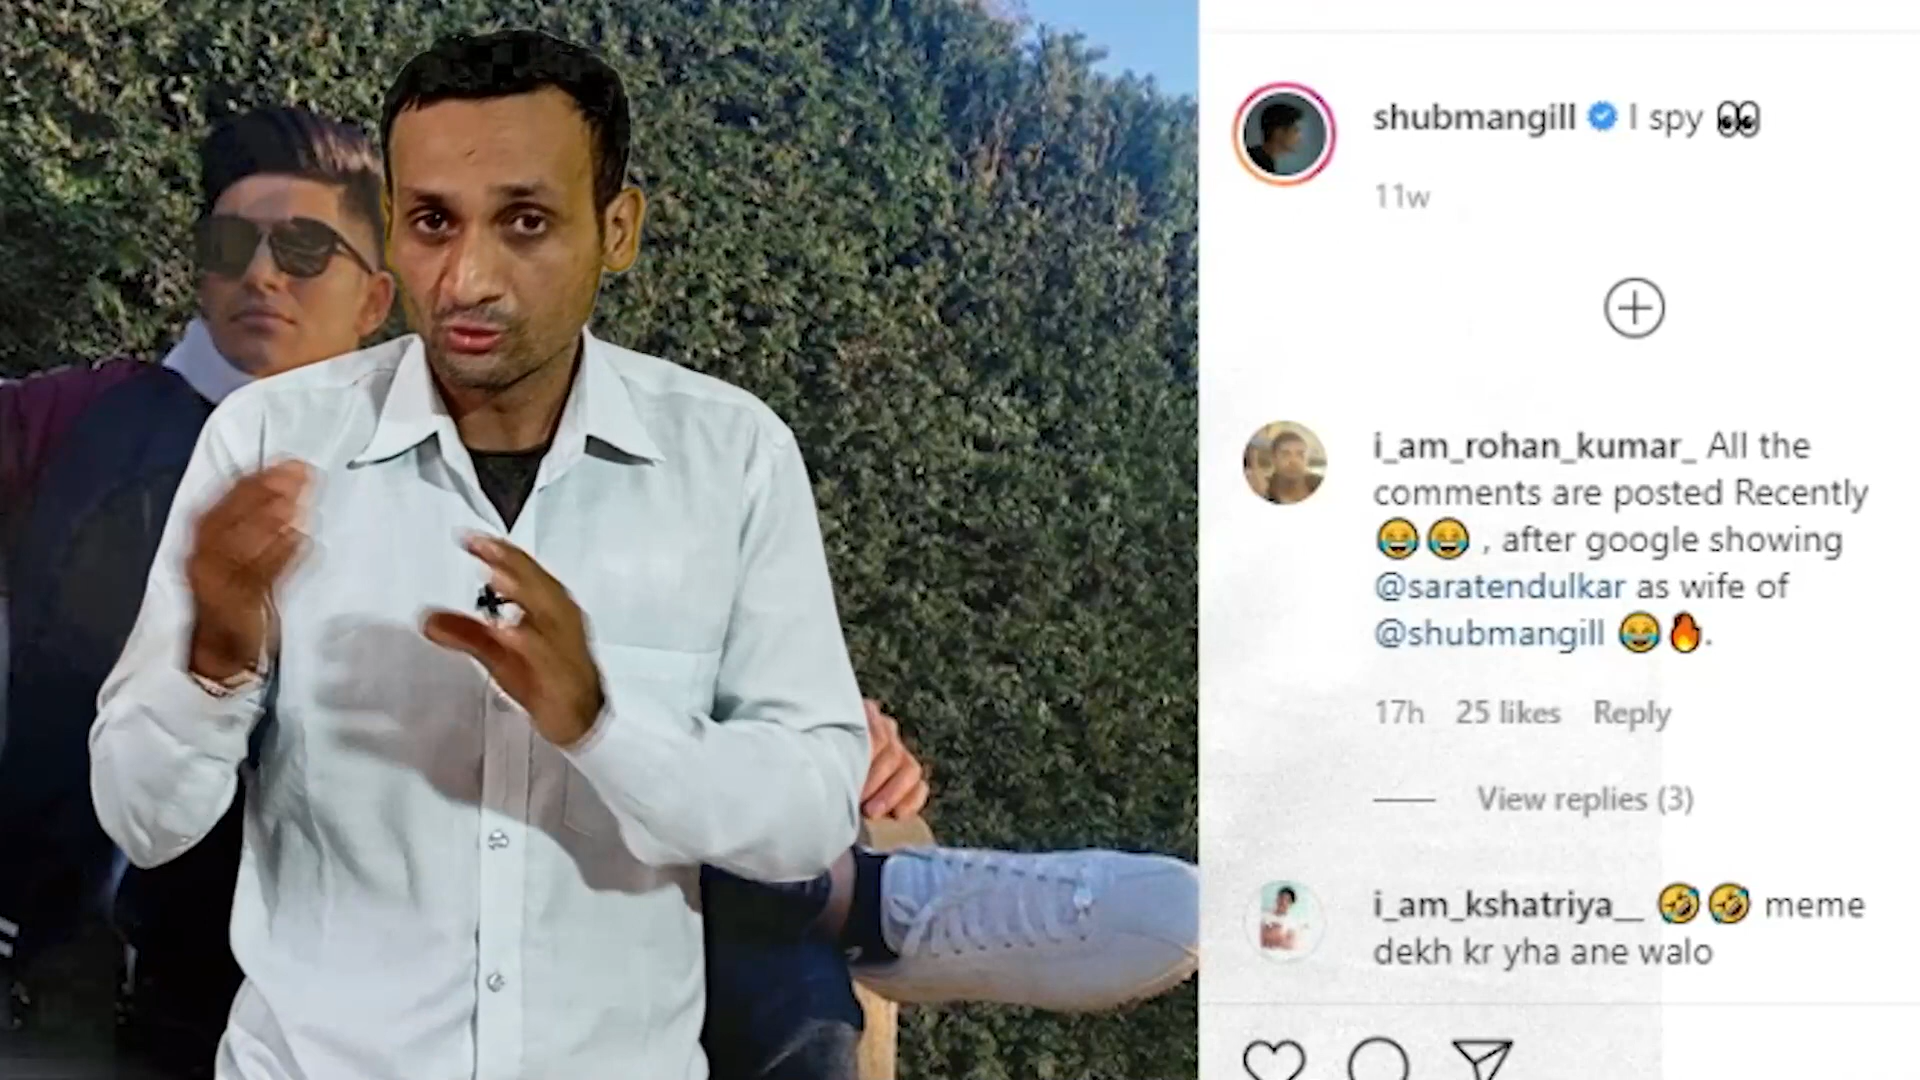 shubmangill I spy 👀
11w
i_am_rohan_kumar_ All the
comments are posted Recently
😂😂 , after google showing
@saratendulkar as wife of
@shubmangill 😂🔥.
17h 25 likes Reply
View replies (3)
i_am_kshatriya__ 🤣🤣 meme
dekh kr yha ane walo